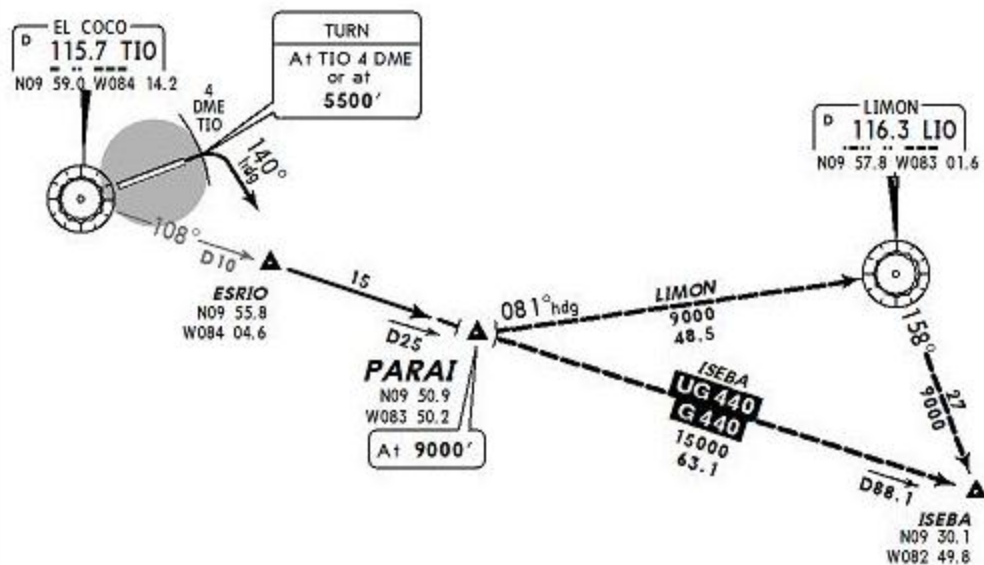 EL COCO
D 115.7 TIO
N09 59.0 W084 14.2
4
DME
TIO
TURN
At TIO 4 DME
or at
5500'
140°
hdg
108°
D10
ESRIO
N09 55.8
W084 04.6
15
D25
PARAI
N09 50.9
W083 50.2
At 9000'
081°hdg
LIMON
9000
48.5
LIMON
D 116.3 LIO
N09 57.8 W083 01.6
158°
27
9000
ISEBA
UG 440
G 440
15000
63.1
D88.1
ISEBA
N09 30.1
W082 49.8